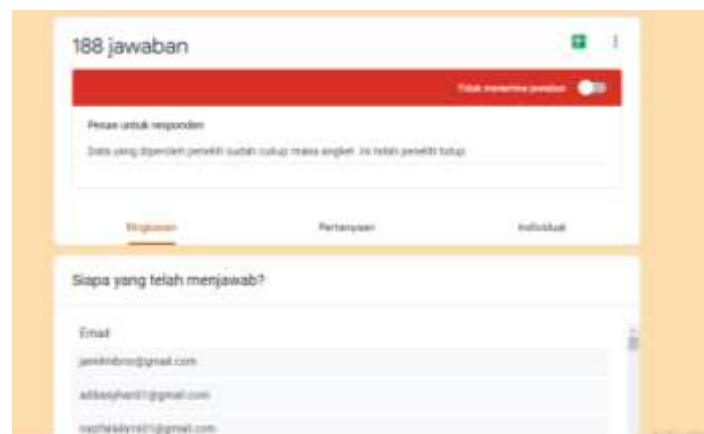 188 jawaban
Tidak menerima jawaban
Pesan untuk responden
Data yang diperoleh peneliti sudah cukup maka angket ini telah peneliti tutup
Ringkasan Pertanyaan Individual
Siapa yang telah menjawab?
Email